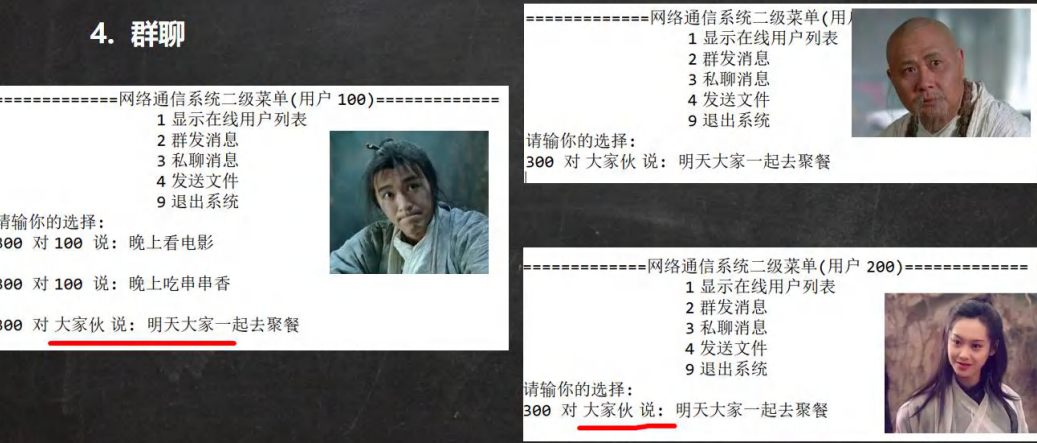 4. 群聊
=============网络通信系统二级菜单(用户 100)=============
1 显示在线用户列表
2 群发消息
3 私聊消息
4 发送文件
9 退出系统
请输你的选择:
300 对 100 说: 晚上看电影
300 对 100 说: 晚上吃串串香
300 对 大家伙 说: 明天大家一起去聚餐
=============网络通信系统二级菜单(用
1 显示在线用户列表
2 群发消息
3 私聊消息
4 发送文件
9 退出系统
请输你的选择:
300 对 大家伙 说: 明天大家一起去聚餐
=============网络通信系统二级菜单(用户 200)=============
1 显示在线用户列表
2 群发消息
3 私聊消息
4 发送文件
9 退出系统
请输你的选择:
300 对 大家伙 说: 明天大家一起去聚餐